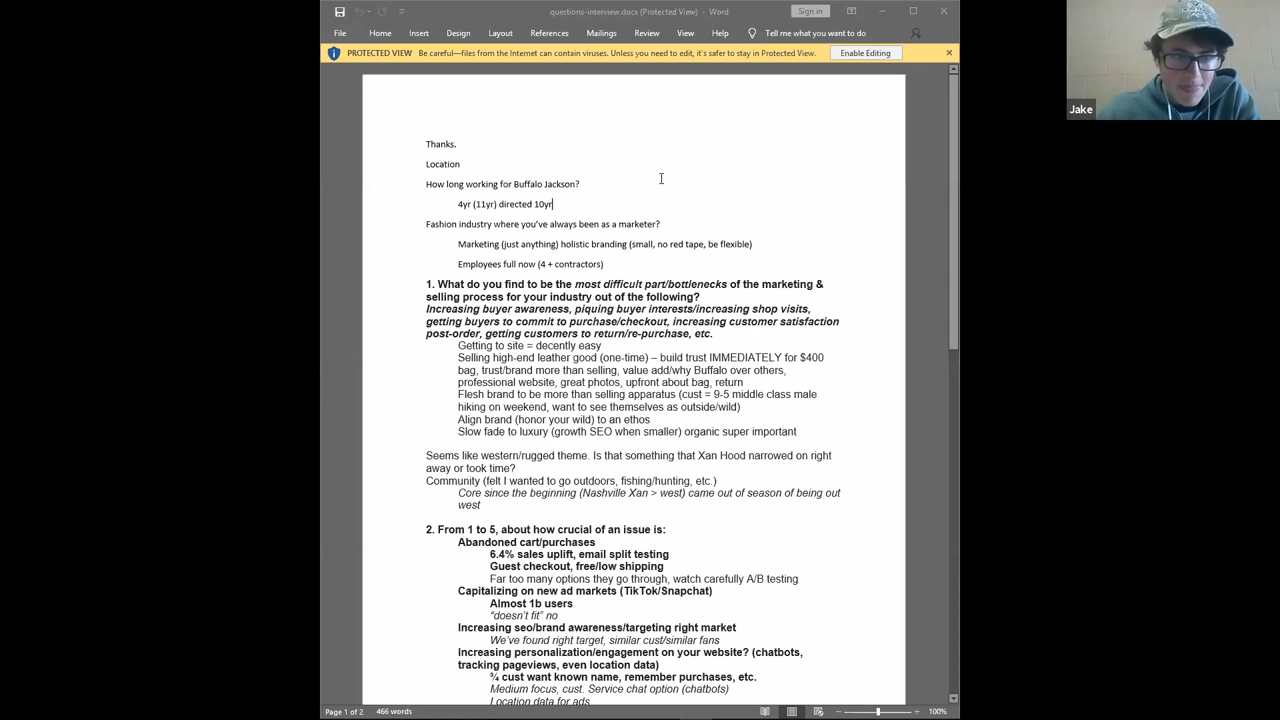 questions-interview.docx (Protected View) - Word
Sign in
File Home Insert Design Layout References Mailings Review View Help Tell me what you want to do
PROTECTED VIEW Be careful—files from the Internet can contain viruses. Unless you need to edit, it's safer to stay in Protected View. Enable Editing
Jake
Thanks.
Location
How long working for Buffalo Jackson?
4yr (11yr) directed 10yr
Fashion industry where you've always been as a marketer?
Marketing (just anything) holistic branding (small, no red tape, be flexible)
Employees full now (4 + contractors)
1. What do you find to be the most difficult part/bottlenecks of the marketing &
selling process for your industry out of the following?
Increasing buyer awareness, piquing buyer interests/increasing shop visits,
getting buyers to commit to purchase/checkout, increasing customer satisfaction
post-order, getting customers to return/re-purchase, etc.
Getting to site = decently easy
Selling high-end leather good (one-time) – build trust IMMEDIATELY for $400
bag, trust/brand more than selling, value add/why Buffalo over others,
professional website, great photos, upfront about bag, return
Flesh brand to be more than selling apparatus (cust = 9-5 middle class male
hiking on weekend, want to see themselves as outside/wild)
Align brand (honor your wild) to an ethos
Slow fade to luxury (growth SEO when smaller) organic super important
Seems like western/rugged theme. Is that something that Xan Hood narrowed on right
away or took time?
Community (felt I wanted to go outdoors, fishing/hunting, etc.)
Core since the beginning (Nashville Xan > west) came out of season of being out
west
2. From 1 to 5, about how crucial of an issue is:
Abandoned cart/purchases
6.4% sales uplift, email split testing
Guest checkout, free/low shipping
Far too many options they go through, watch carefully A/B testing
Capitalizing on new ad markets (TikTok/Snapchat)
Almost 1b users
"doesn't fit" no
Increasing seo/brand awareness/targeting right market
We've found right target, similar cust/similar fans
Increasing personalization/engagement on your website? (chatbots,
tracking pageviews, even location data)
¾ cust want known name, remember purchases, etc.
Medium focus, cust. Service chat option (chatbots)
Location data for ads
Page 1 of 2 466 words 100%